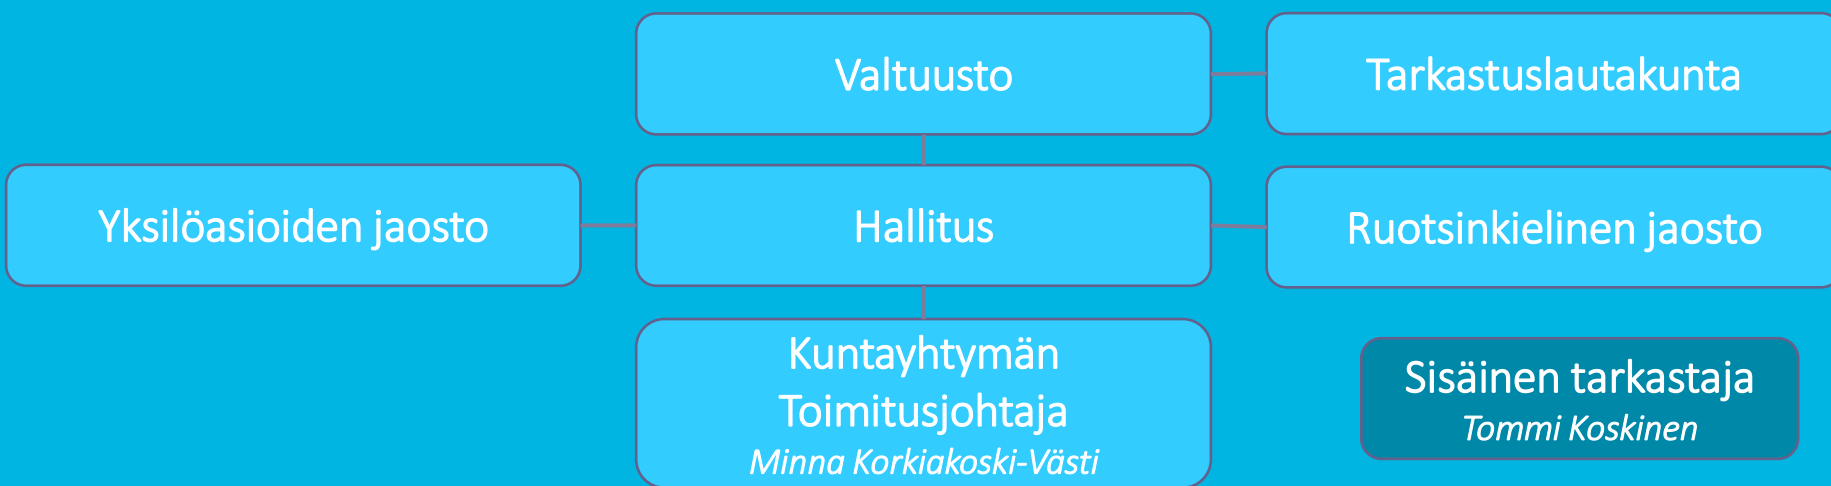 Valtuusto
Tarkastuslautakunta
Yksilöasioiden jaosto
Hallitus
Ruotsinkielinen jaosto
Kuntayhtymän
Toimitusjohtaja
Minna Korkiakoski-Västi
Sisäinen tarkastaja
Tommi Koskinen